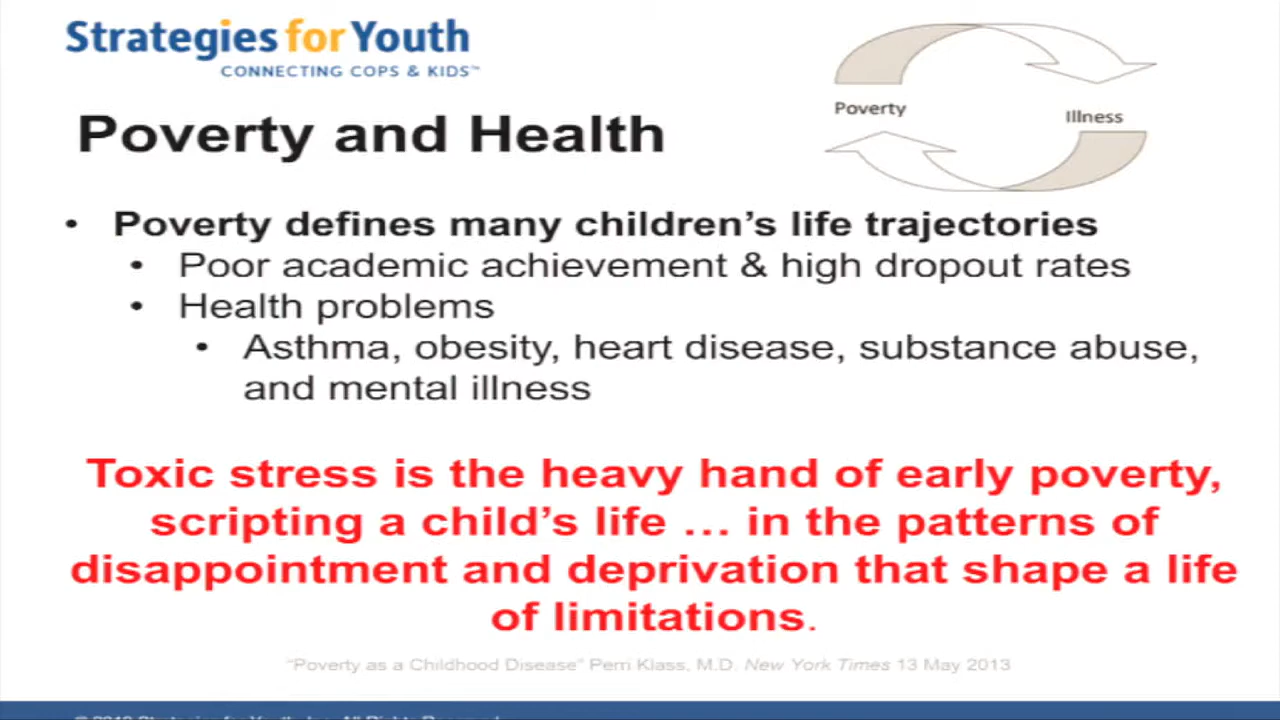 Strategies for Youth
CONNECTING COPS & KIDS™
Poverty
Illness
Poverty and Health
• Poverty defines many children's life trajectories
• Poor academic achievement & high dropout rates
• Health problems
• Asthma, obesity, heart disease, substance abuse,
and mental illness
Toxic stress is the heavy hand of early poverty,
scripting a child's life … in the patterns of
disappointment and deprivation that shape a life
of limitations.
"Poverty as a Childhood Disease" Perri Klass, M.D. New York Times 13 May 2013